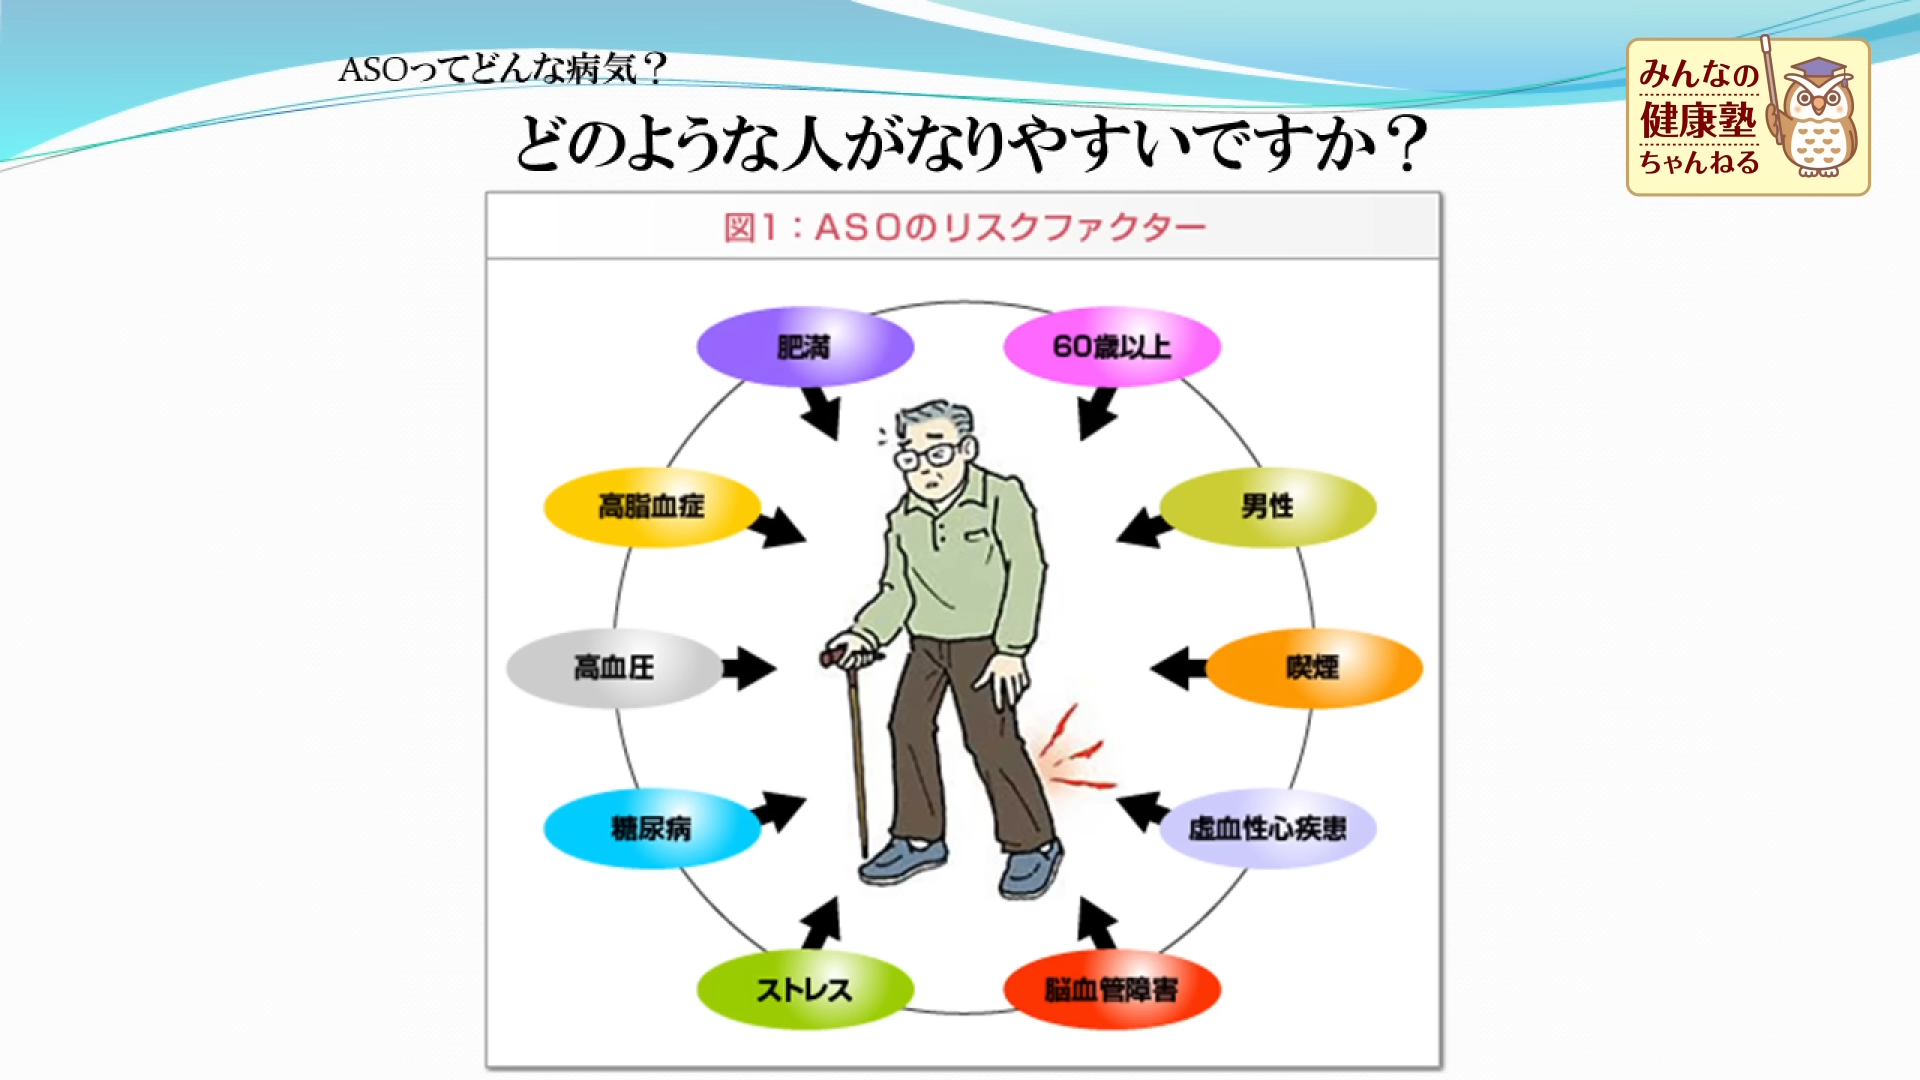 ASOってどんな病気？
どのような人がなりやすいですか？
みんなの
健康塾
ちゃんねる
図1：ASOのリスクファクター
肥満
60歳以上
高脂血症
男性
高血圧
喫煙
糖尿病
虚血性心疾患
ストレス
脳血管障害